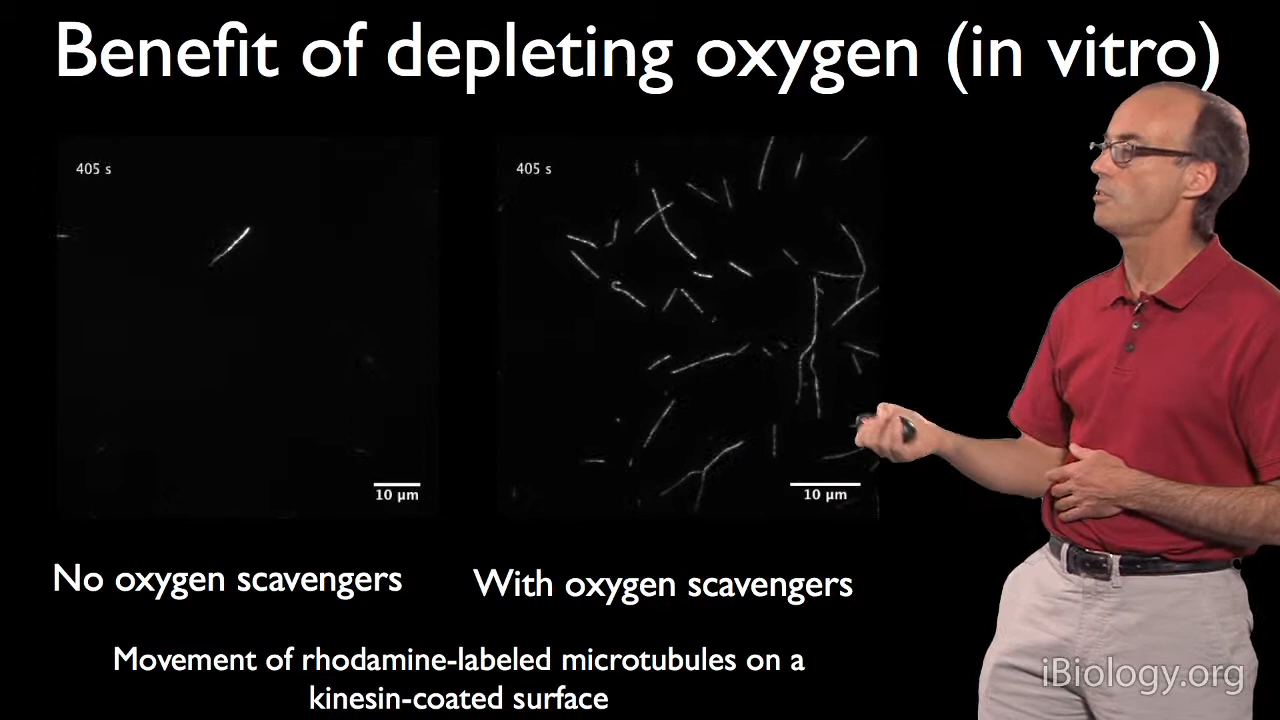 Benefit of depleting oxygen (in vitro)
405 s
405 s
10 μm
10 μm
No oxygen scavengers
With oxygen scavengers
Movement of rhodamine-labeled microtubules on a
kinesin-coated surface
iBiology.org